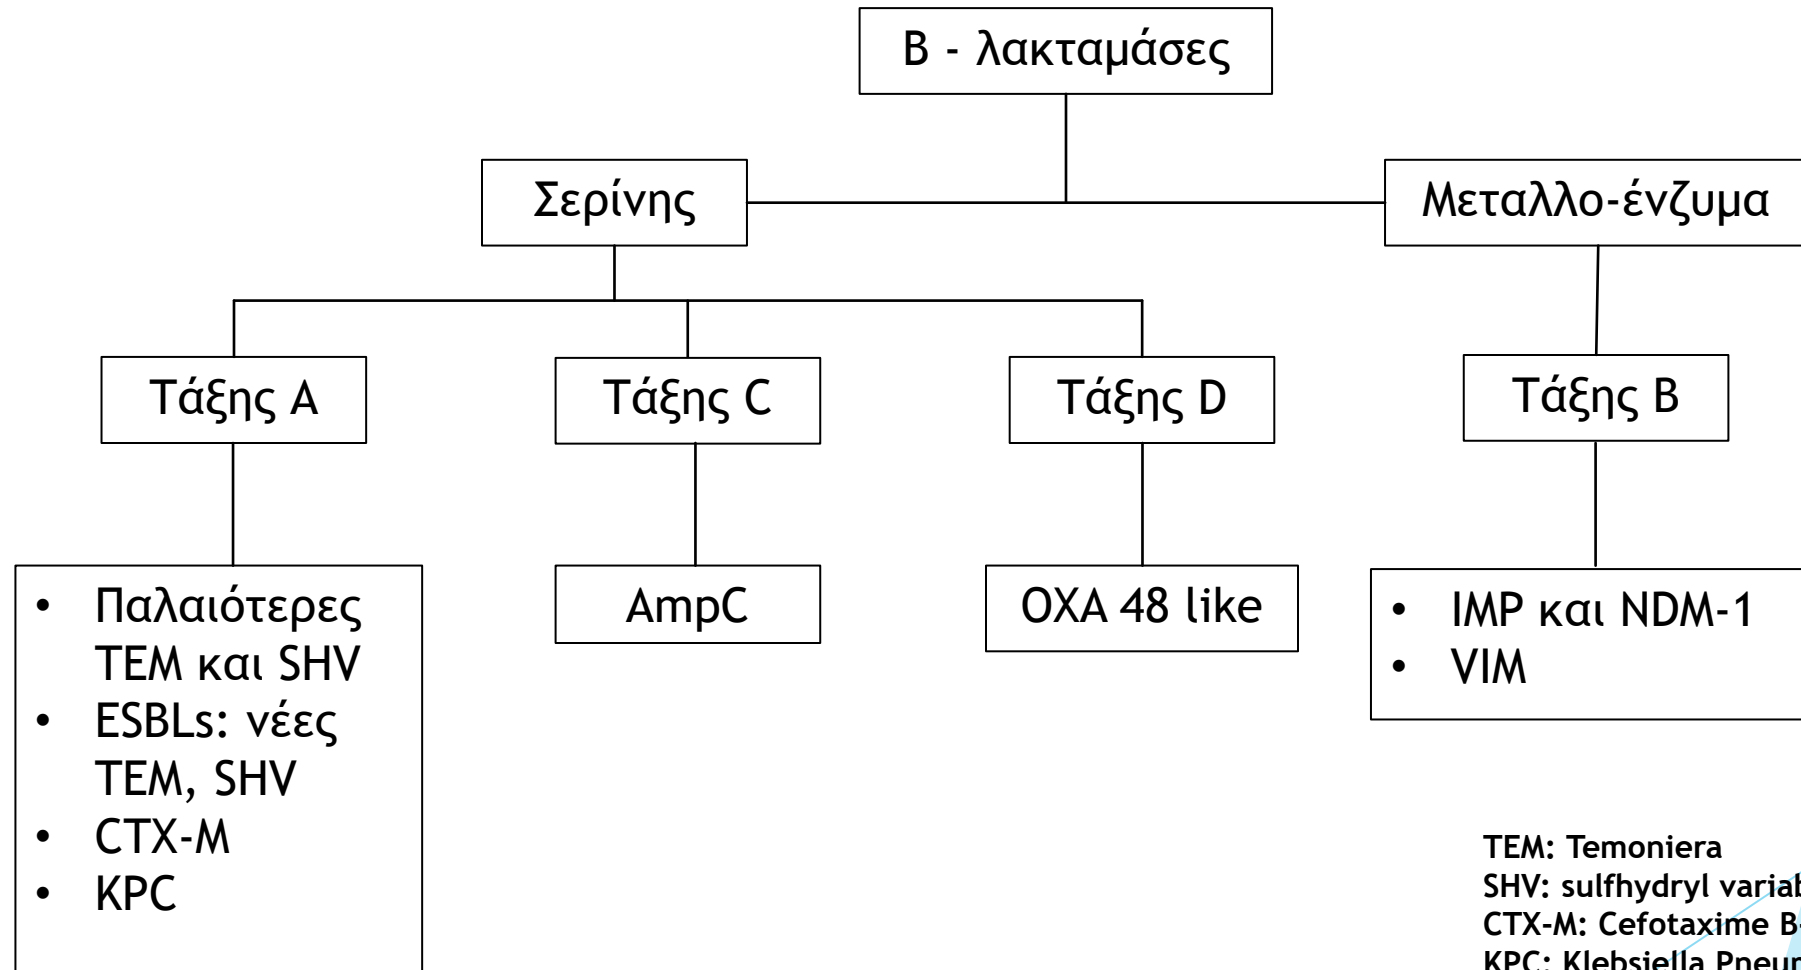 Β - λακταμάσες
Σερίνης
Μεταλλο-ένζυμα
Τάξης A
Τάξης C
Τάξης D
Τάξης B
• Παλαιότερες
TEM και SHV
• ESBLs: νέες
TEM, SHV
• CTX-M
• KPC
AmpC
OXA 48 like
• IMP και NDM-1
• VIM
TEM: Temoniera
SHV: sulfhydryl
CTX-M: Cefotaxime
KPC: Klebsiella